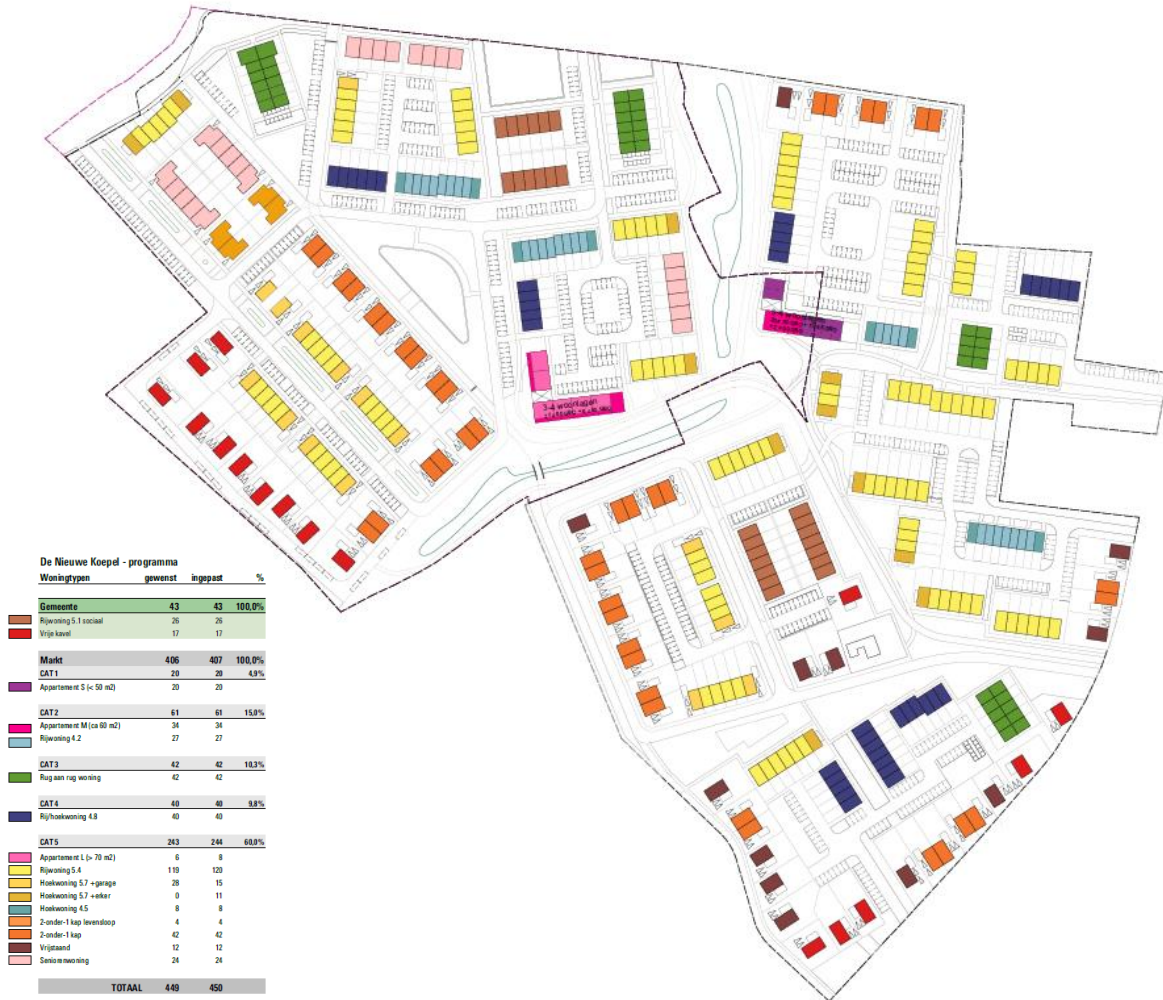 3-4 woonlagen
De Nieuwe Koepel - programma
Woningtypen gewenst ingepast %
Gemeente 43 43 100,0%
Rijwoning 5.1 sociaal 26 26
Vrije kavel 17 17
Markt 406 407 100,0%
CAT 1 20 20 4,9%
Appartement S (< 50 m2) 20 20
CAT 2 61 61 15,0%
Appartement M (ca 60 m2) 34 34
Rijwoning 4.2 27 27
CAT 3 42 42 10,3%
Rug aan rug woning 42 42
CAT 4 40 40 9,8%
Rij/hoekwoning 4.8 40 40
CAT 5 243 244 60,0%
Appartement L (> 70 m2) 6 8
Rijwoning 5.4 119 120
Hoekwoning 5.7 +garage 28 15
Hoekwoning 5.7 +erker 0 11
Hoekwoning 4.5 8 8
2-onder-1 kap levensloop 4 4
2-onder-1 kap 42 42
Vrijstaand 12 12
Seniorenwoning 24 24
TOTAAL 449 450